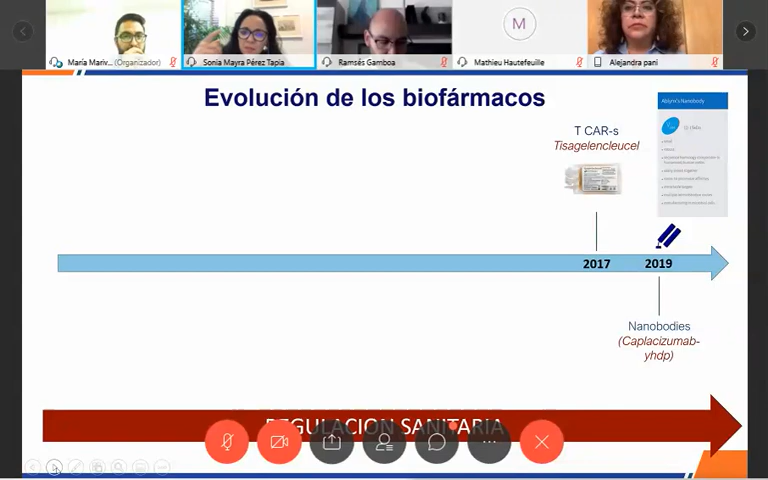 M
María Mariv... (Organizador)
Sonia Mayra Pérez Tapia
Ramsés Gamboa
Mathieu Hautefeuille
Alejandra pani
Evolución de los biofármacos
T CAR-s
Tisagelencleucel
Ablynx's Nanobody
2017
2019
Nanobodies
(Caplacizumab-
yhdp)
REGULACION SANITARIA